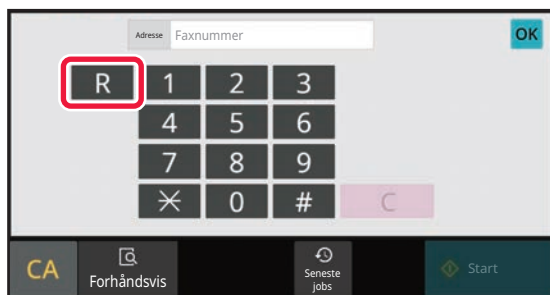 Adresse Faxnummer OK
R 1 2 3
4 5 6
7 8 9
* 0 # C
CA Forhåndsvis Seneste Start
jobs